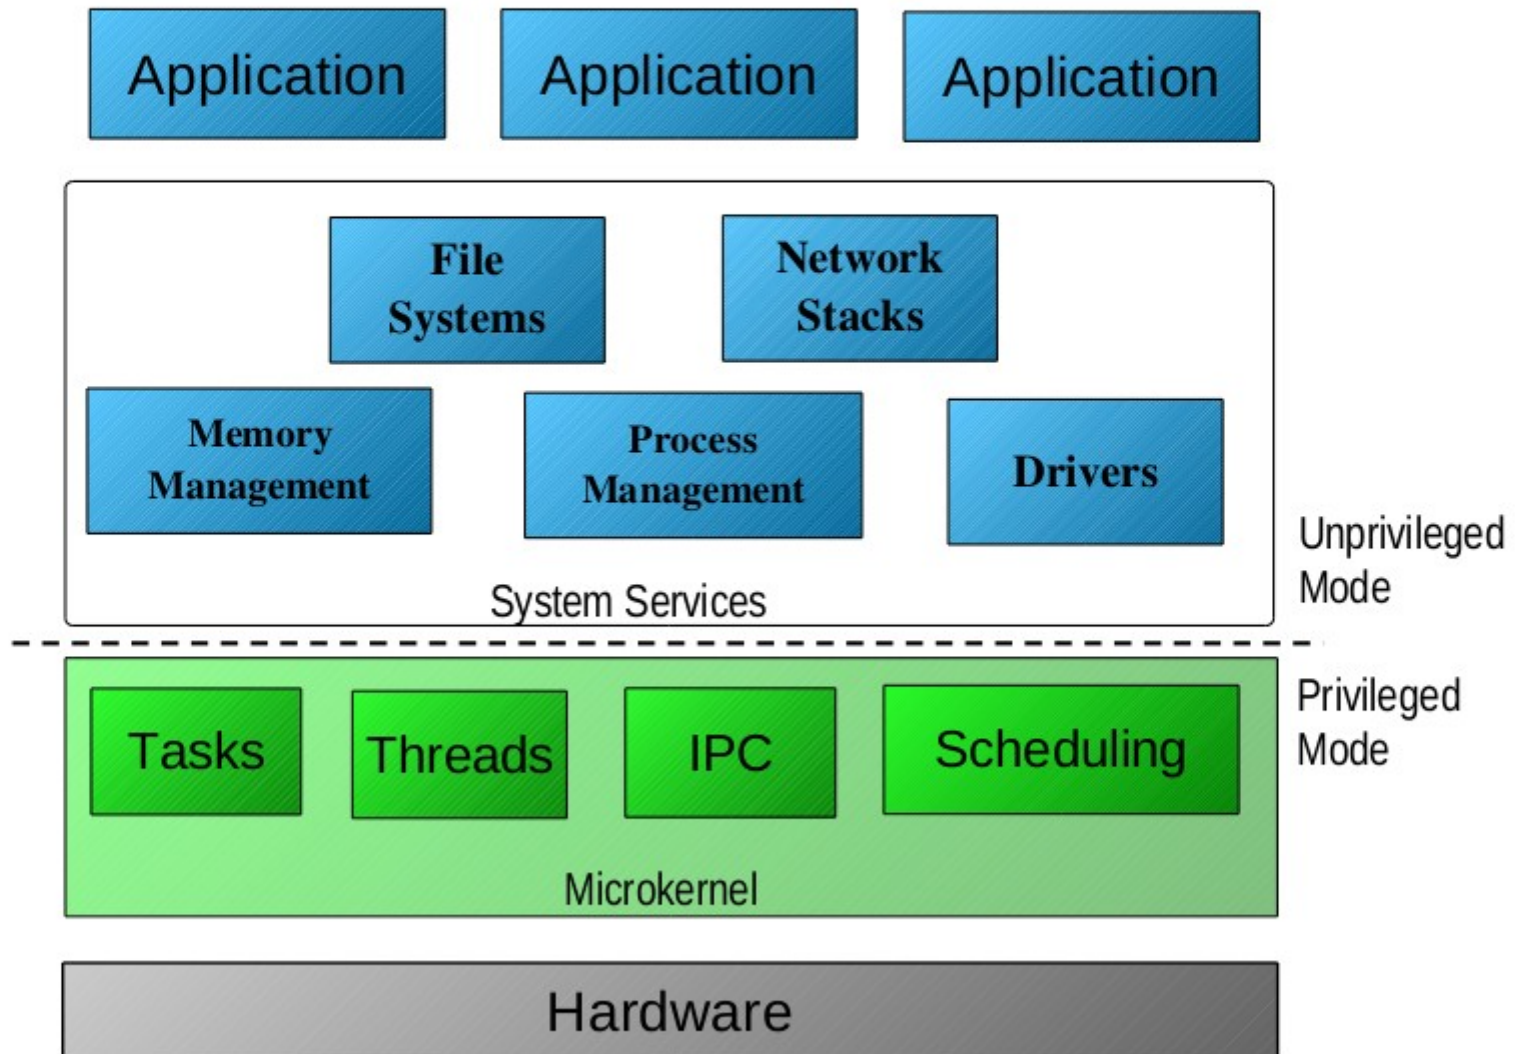 Application
Application
Application
File
Systems
Network
Stacks
Memory
Management
Process
Management
Drivers
System Services
Unprivileged
Mode
Privileged
Mode
Tasks
Threads
IPC
Scheduling
Microkernel
Hardware